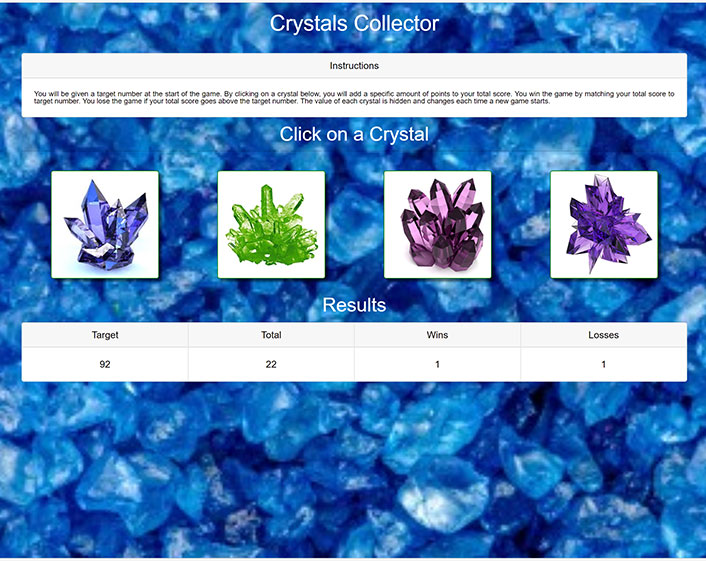 Crystals Collector
Instructions
You will be given a target number at the start of the game. By clicking on a crystal below, you will add a specific amount of points to your total score. You win the game by matching your total score to
target number. You lose the game if your total score goes above the target number. The value of each crystal is hidden and changes each time a new game starts.
Click on a Crystal
Results
Target Total Wins Losses
92 22 1 1